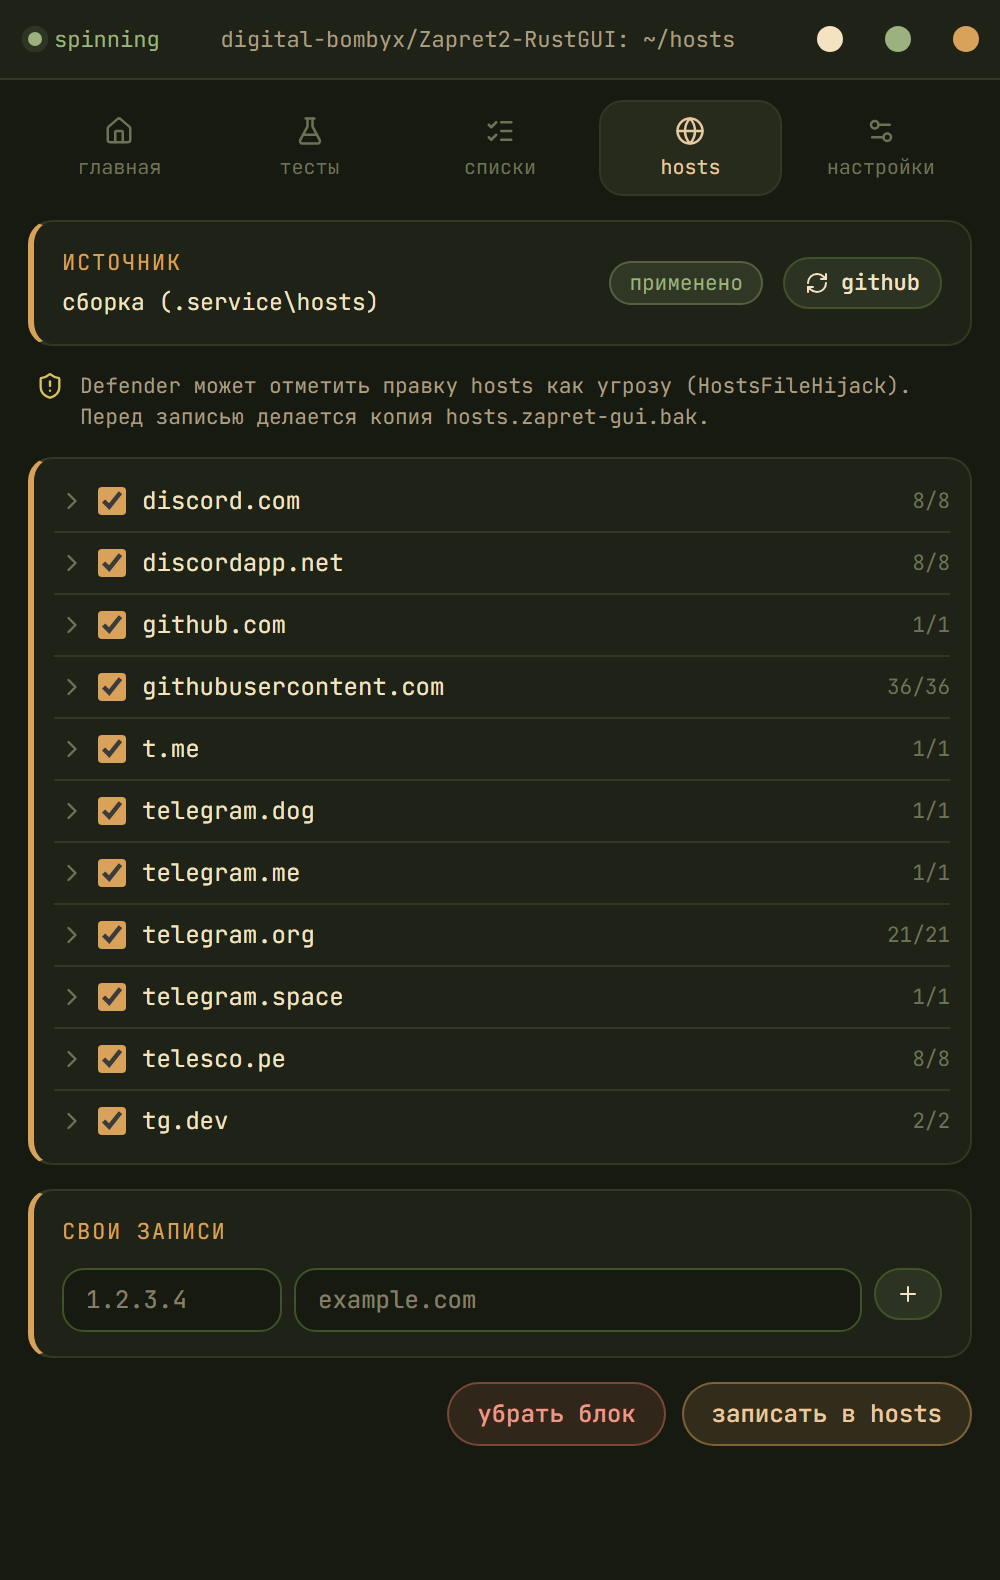 spinning digital-bombyx/Zapret2-RustGUI: ~/hosts
главная тесты списки hosts настройки
ИСТОЧНИК
сборка (.service\hosts)
применено github
Defender может отметить правку hosts как угрозу (HostsFileHijack).
Перед записью делается копия hosts.zapret-gui.bak.
discord.com 8/8
discordapp.net 8/8
github.com 1/1
githubusercontent.com 36/36
t.me 1/1
telegram.dog 1/1
telegram.me 1/1
telegram.org 21/21
telegram.space 1/1
telesco.pe 8/8
tg.dev 2/2
СВОИ ЗАПИСИ
1.2.3.4 example.com +
убрать блок записать в hosts